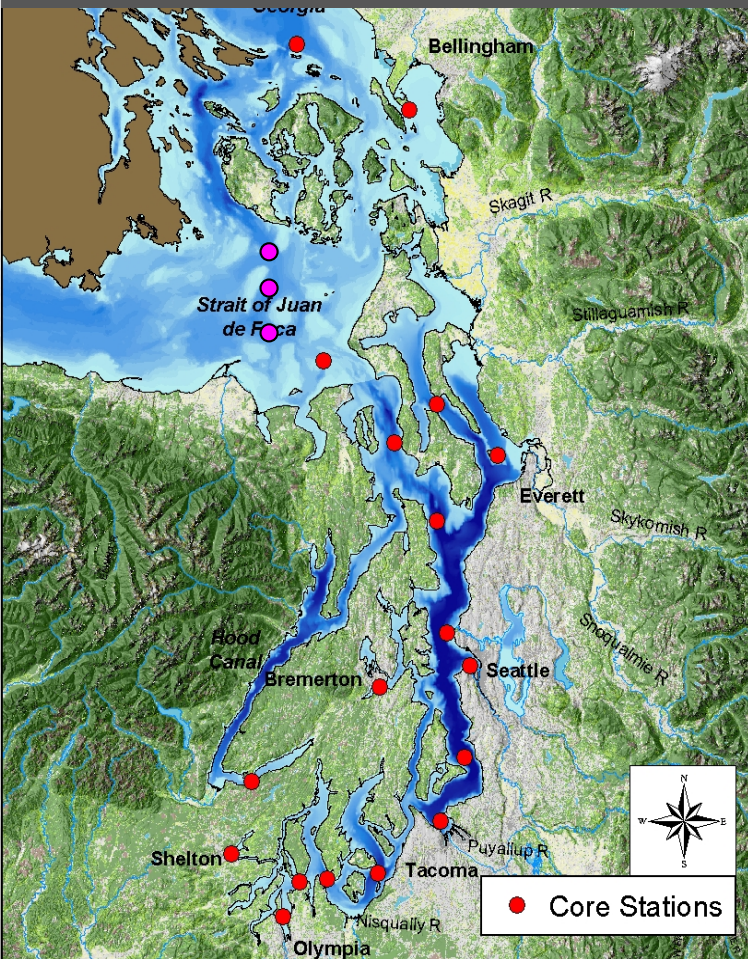 Georgia
Bellingham
Skagit R
Strait of Juan
de Fuca
Stillaguamish R
Everett
Skykomish R
Snoqualmie R
Hood
Canal
Bremerton
Seattle
N
W
E
S
Puyallup R
Shelton
Tacoma
Core Stations
Nisqually R
Olympia